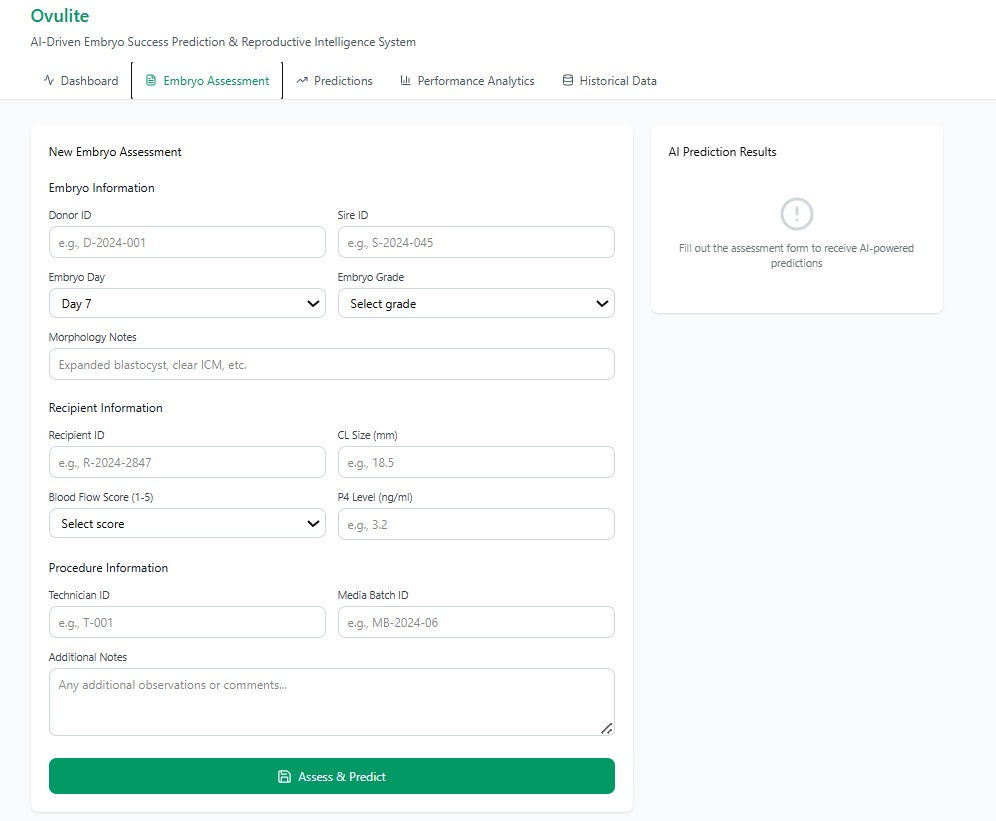 Ovulite
AI-Driven Embryo Success Prediction & Reproductive Intelligence System
Dashboard
Embryo Assessment
Predictions
Performance Analytics
Historical Data
New Embryo Assessment
Embryo Information
Donor ID
Sire ID
e.g., D-2024-001
e.g., S-2024-045
Embryo Day
Embryo Grade
Day 7
Select grade
Morphology Notes
Expanded blastocyst, clear ICM, etc.
Recipient Information
Recipient ID
CL Size (mm)
e.g., R-2024-2847
e.g., 18.5
Blood Flow Score (1-5)
P4 Level (ng/ml)
Select score
e.g., 3.2
Procedure Information
Technician ID
Media Batch ID
e.g., T-001
e.g., MB-2024-06
Additional Notes
Any additional observations or comments...
Assess & Predict
AI Prediction Results
Fill out the assessment form to receive AI-powered
predictions